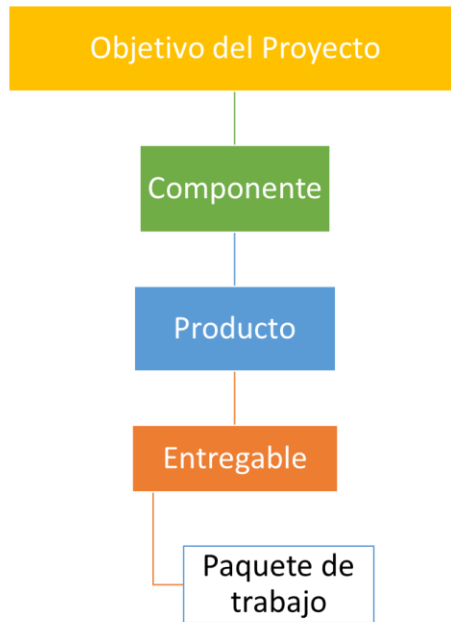 Objetivo del Proyecto
Componente
Producto
Entregable
Paquete de
trabajo